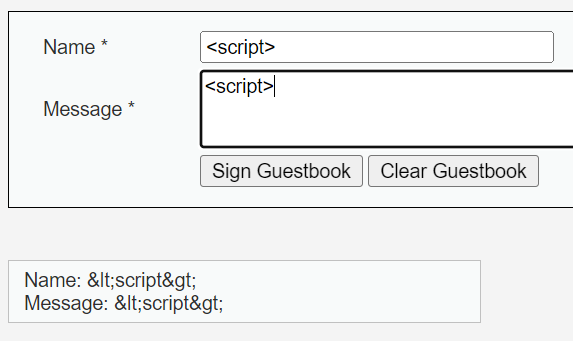 Name *
<script>
Message *
<script>
Sign Guestbook Clear Guestbook
Name: &lt;script&gt;
Message: &lt;script&gt;